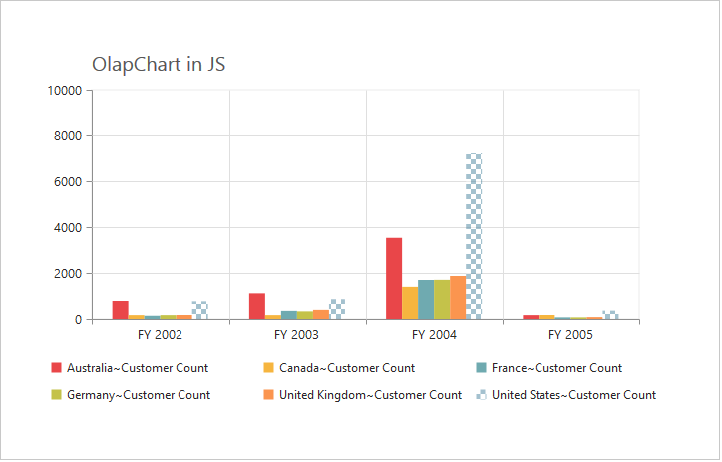 OlapChart in JS
10000
8000
6000
4000
2000
0
FY 2002 FY 2003 FY 2004 FY 2005
Australia~Customer Count Canada~Customer Count France~Customer Count
Germany~Customer Count United Kingdom~Customer Count United States~Customer Count